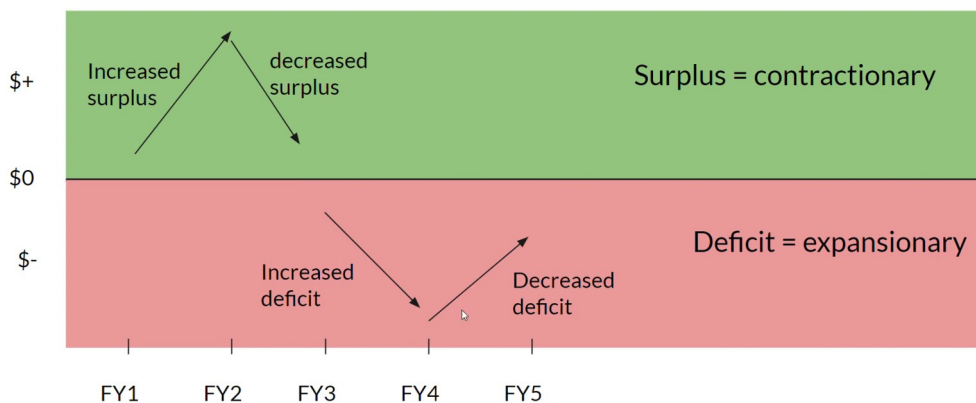 $+
Increased
surplus
decreased
surplus
Surplus = contractionary
$0
$-
Increased
deficit
Decreased
deficit
Deficit = expansionary
FY1
FY2
FY3
FY4
FY5